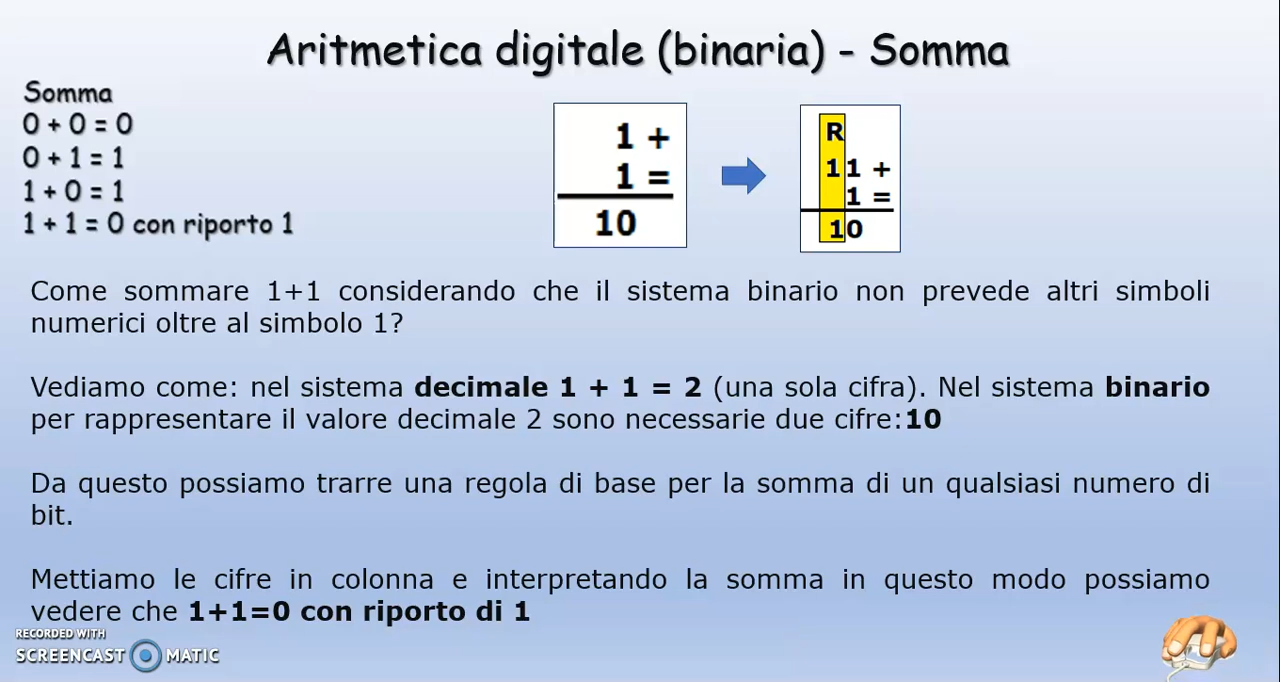 Aritmetica digitale (binaria) - Somma
Somma
0 + 0 = 0
0 + 1 = 1
1 + 0 = 1
1 + 1 = 0 con riporto 1
1 +
1 =
10
R
11 +
1 =
10
Come sommare 1+1 considerando che il sistema binario non prevede altri simboli
numerici oltre al simbolo 1?
Vediamo come: nel sistema decimale 1 + 1 = 2 (una sola cifra). Nel sistema binario
per rappresentare il valore decimale 2 sono necessarie due cifre:10
Da questo possiamo trarre una regola di base per la somma di un qualsiasi numero di
bit.
Mettiamo le cifre in colonna e interpretando la somma in questo modo possiamo
vedere che 1+1=0 con riporto di 1
RECORDED WITH
SCREENCAST MATIC